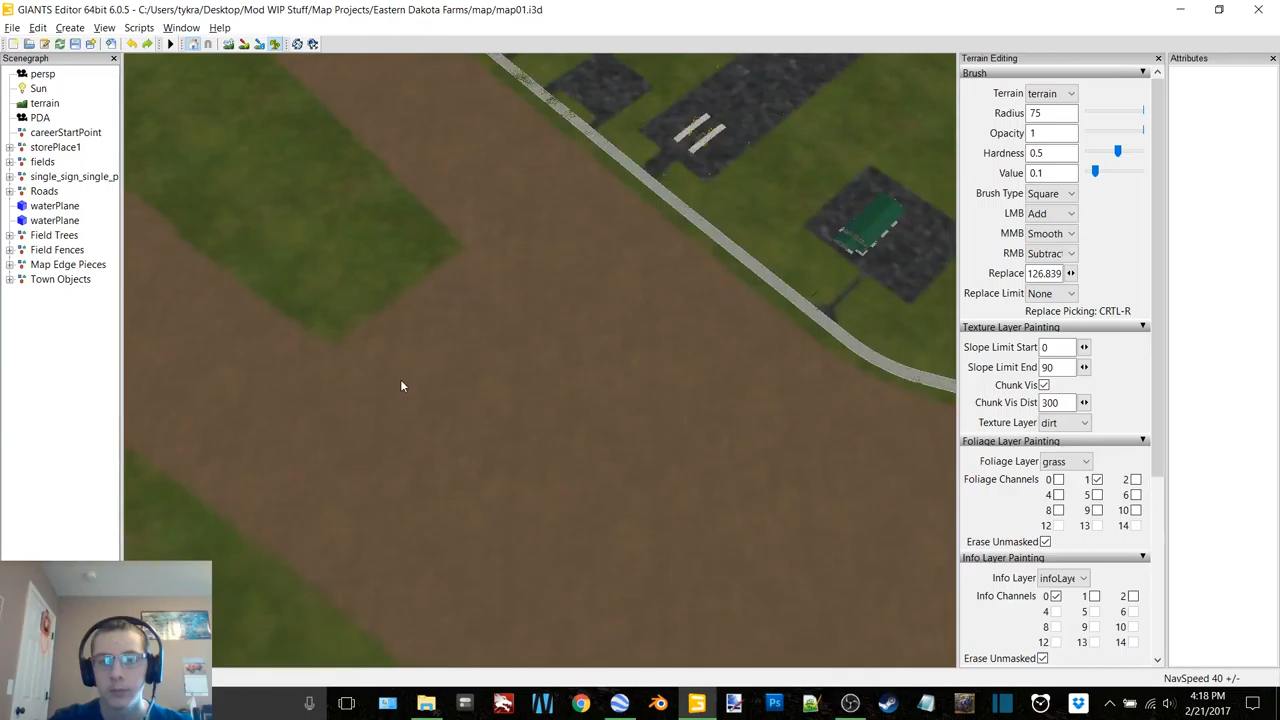 GIANTS Editor 64bit 6.0.5 - C:/Users/tykra/Desktop/Mod WIP Stuff/Map Projects/Eastern Dakota Farms/map/map01.i3d
File Edit Create View Scripts Window Help
Scenegraph
persp
Sun
terrain
PDA
careerStartPoint
storePlace1
fields
single_sign_single_p
Roads
waterPlane
waterPlane
Field Trees
Field Fences
Map Edge Pieces
Town Objects
Terrain Editing
Brush
Terrain terrain
Radius 75
Opacity 1
Hardness 0.5
Value 0.1
Brush Type Square
LMB Add
MMB Smooth
RMB Subtrac
Replace 126.839
Replace Limit None
Replace Picking: CRTL-R
Texture Layer Painting
Slope Limit Start 0
Slope Limit End 90
Chunk Vis
Chunk Vis Dist 300
Texture Layer dirt
Foliage Layer Painting
Foliage Layer grass
Foliage Channels 0 1 2
4 5 6
8 9 10
12 13 14
Erase Unmasked
Info Layer Painting
Info Layer infoLaye
Info Channels 0 1 2
4 5 6
8 9 10
12 13 14
Erase Unmasked
Attributes
NavSpeed 40 +/-
4:18 PM
2/21/2017